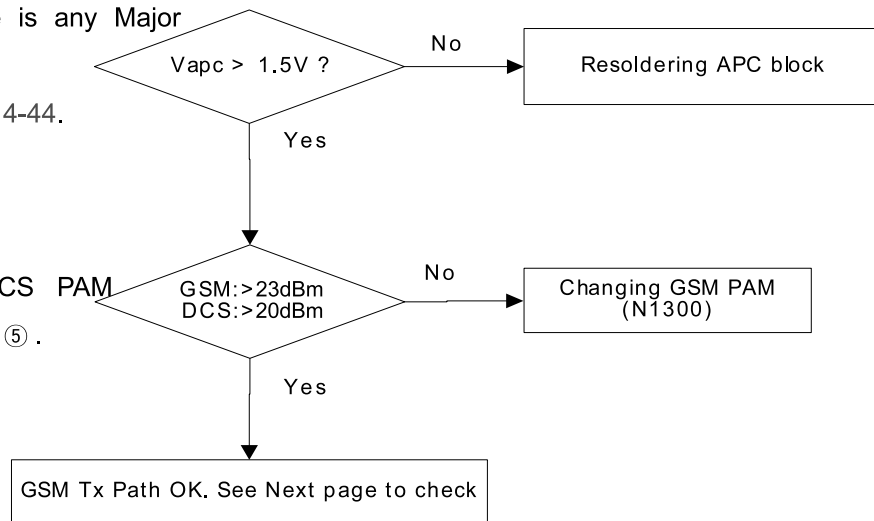 is any Major
No
Vapc > 1.5V ?
Resoldering APC block
4-44.
Yes
CS PAM
No
GSM:>23dBm
DCS:>20dBm
Changing GSM PAM
(N1300)
⑤ .
Yes
GSM Tx Path OK. See Next page to check